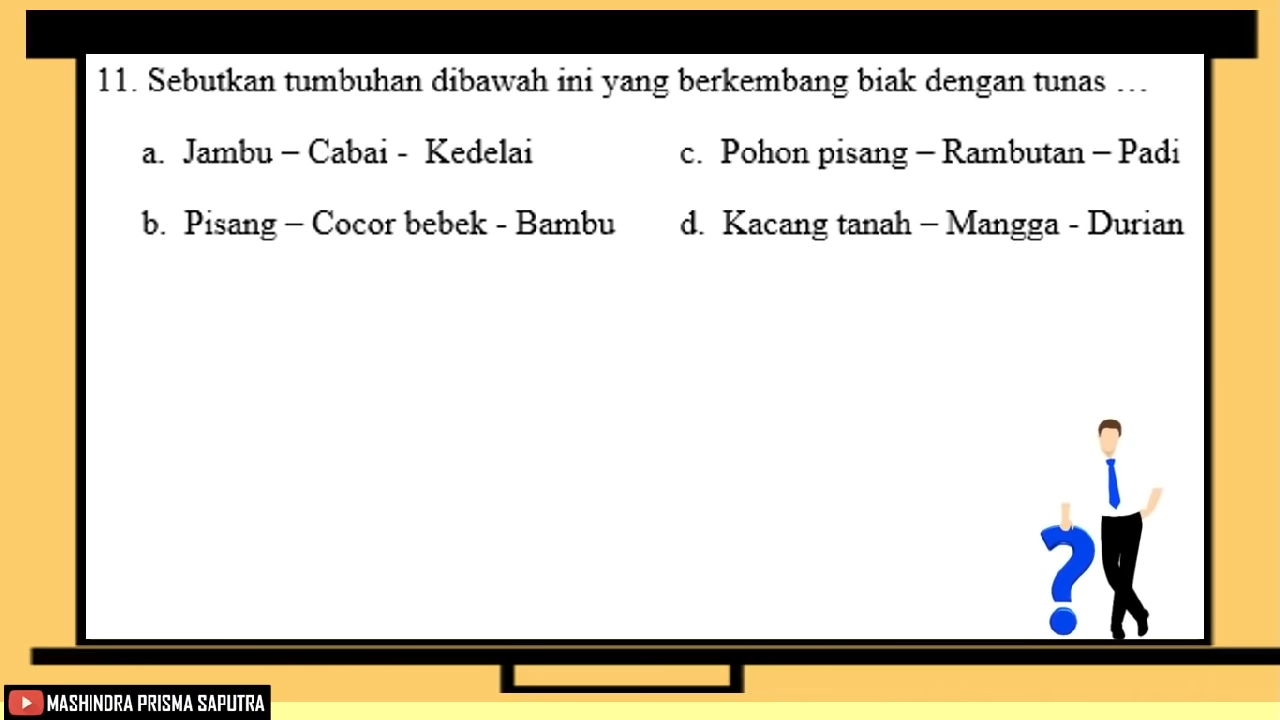 11. Sebutkan tumbuhan dibawah ini yang berkembang biak dengan tunas …
a. Jambu – Cabai - Kedelai
c. Pohon pisang – Rambutan – Padi
b. Pisang – Cocor bebek - Bambu
d. Kacang tanah – Mangga - Durian
MASHINDRA PRISMA SAPUTRA